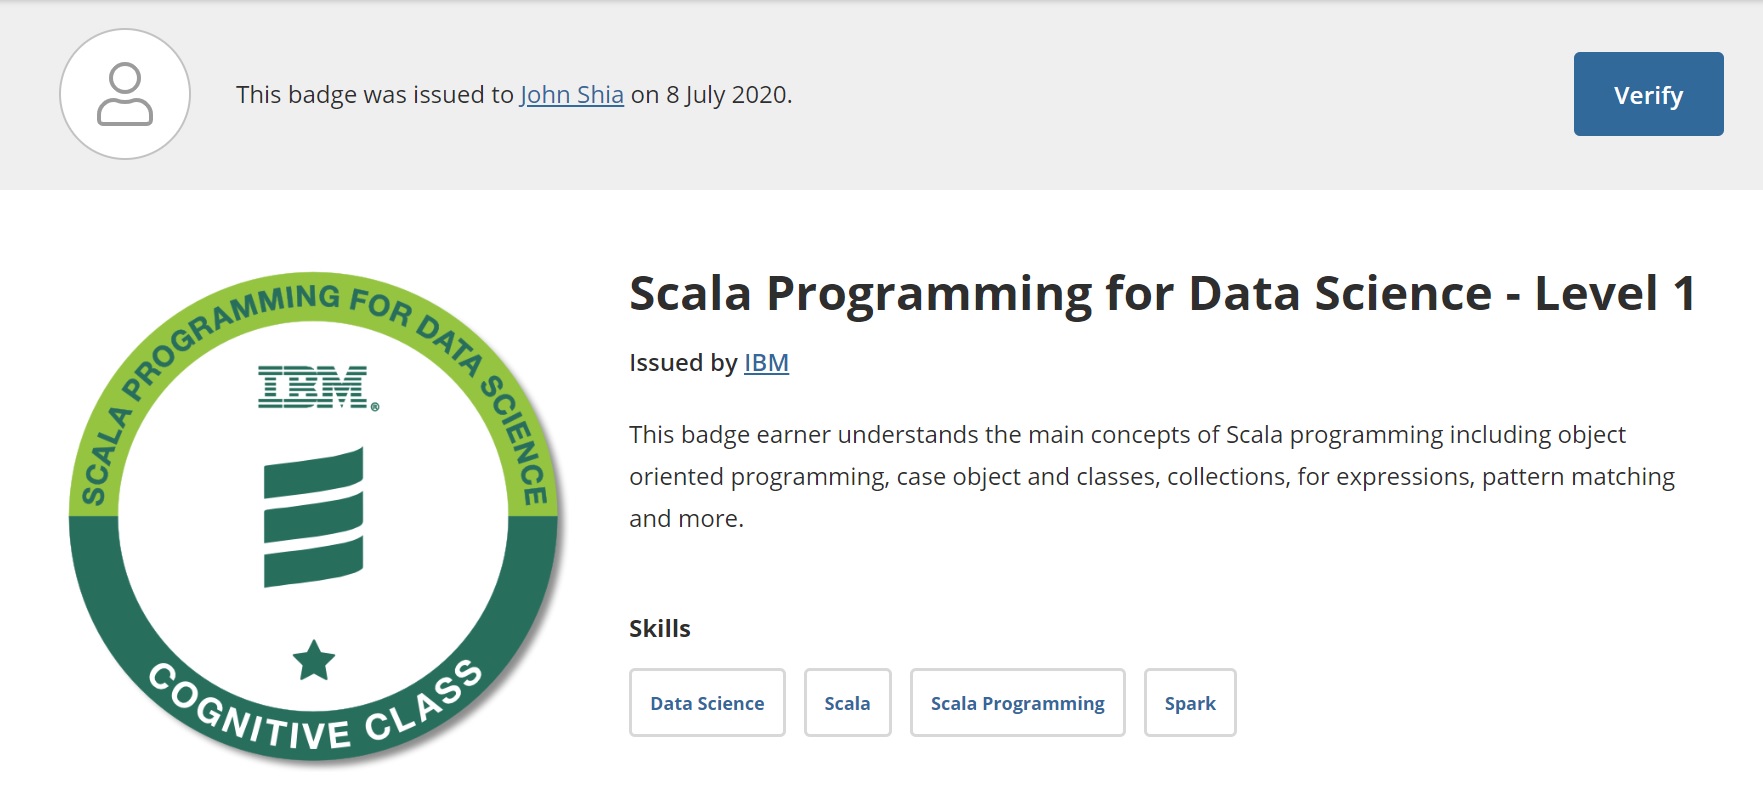 This badge was issued to John Shia on 8 July 2020.
Verify
SCALA PROGRAMMING FOR DATA SCIENCE
IBM®
COGNITIVE CLASS
Scala Programming for Data Science - Level 1
Issued by IBM
This badge earner understands the main concepts of Scala programming including object
oriented programming, case object and classes, collections, for expressions, pattern matching
and more.
Skills
Data Science Scala Scala Programming Spark